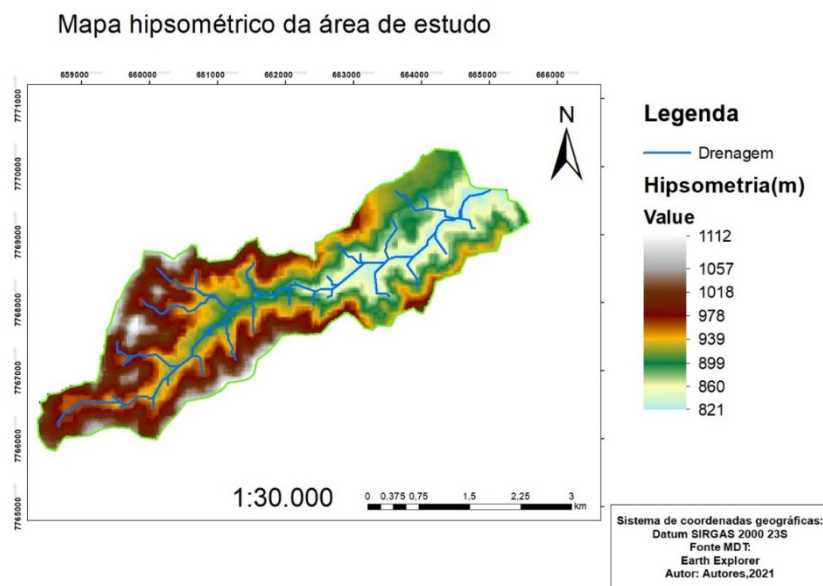 Mapa hipsométrico da área de estudo
659000 660000 661000 662000 663000 664000 665000 666000
7771000
7770000
7769000
7768000
7767000
7766000
7765000
N
1:30.000
0 0,375 0,75 1,5 2,25 3
km
Legenda
Drenagem
Hipsometria(m)
Value
1112
1057
1018
978
939
899
860
821
Sistema de coordenadas geográficas:
Datum SIRGAS 2000 23S
Fonte MDT:
Earth Explorer
Autor: Autores,2021